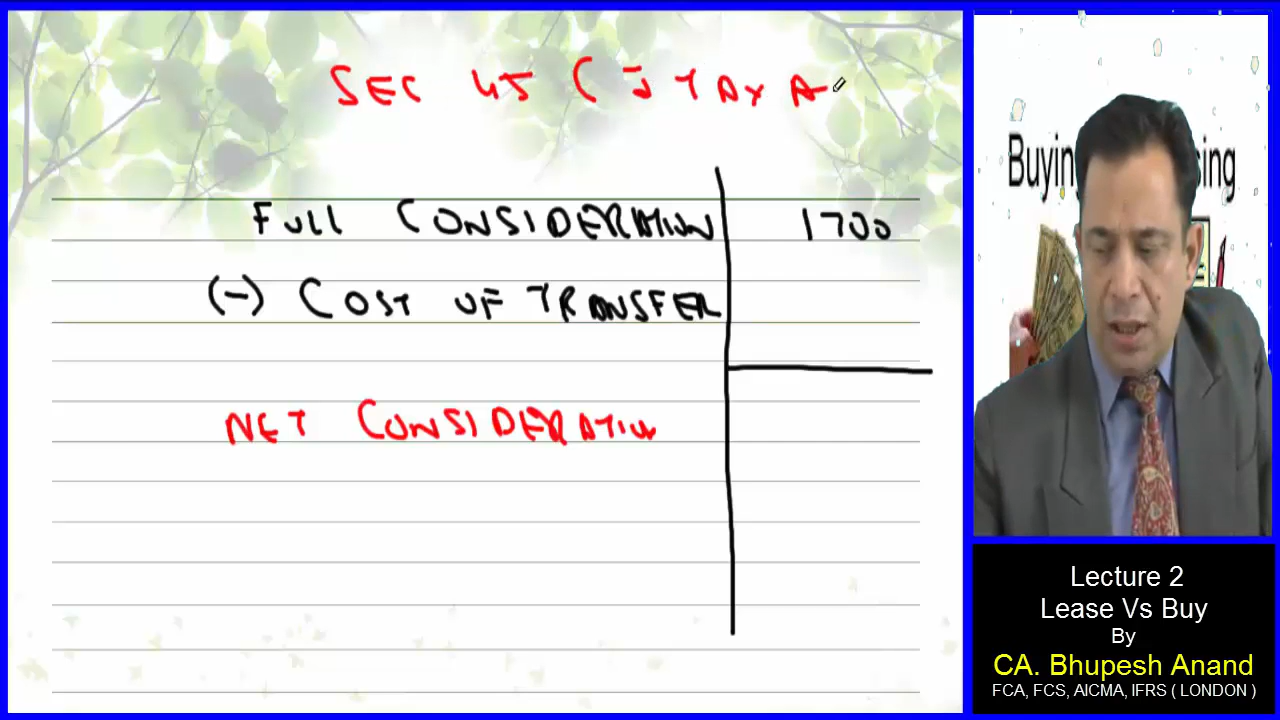 SEC 45 ( I TAX A
FULL CONSIDERATION 1700
(-) COST OF TRANSFER
NET CONSIDERATION
Buying sing
Lecture 2
Lease Vs Buy
By
CA. Bhupesh Anand
FCA, FCS, AICMA, IFRS ( LONDON )